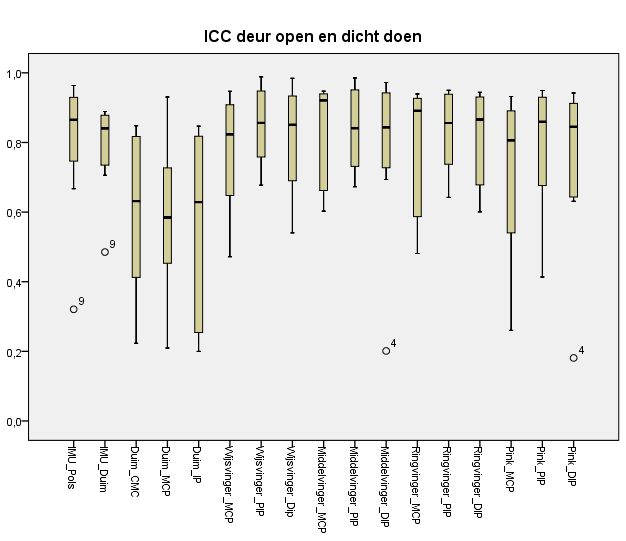 ICC deur open en dicht doen
1,0
0,8
0,6
0,4
0,2
0,0
9
9
4
4
IMU_Pols
IMU_Duim
Duim_CMC
Duim_MCP
Duim_IP
Wijsvinger_MCP
Wijsvinger_PIP
Wijsvinger_Dip
Middelvinger_MCP
Middelvinger_PIP
Middelvinger_DIP
Ringvinger_MCP
Ringvinger_PIP
Ringvinger_DIP
Pink_MCP
Pink_PIP
Pink_DIP